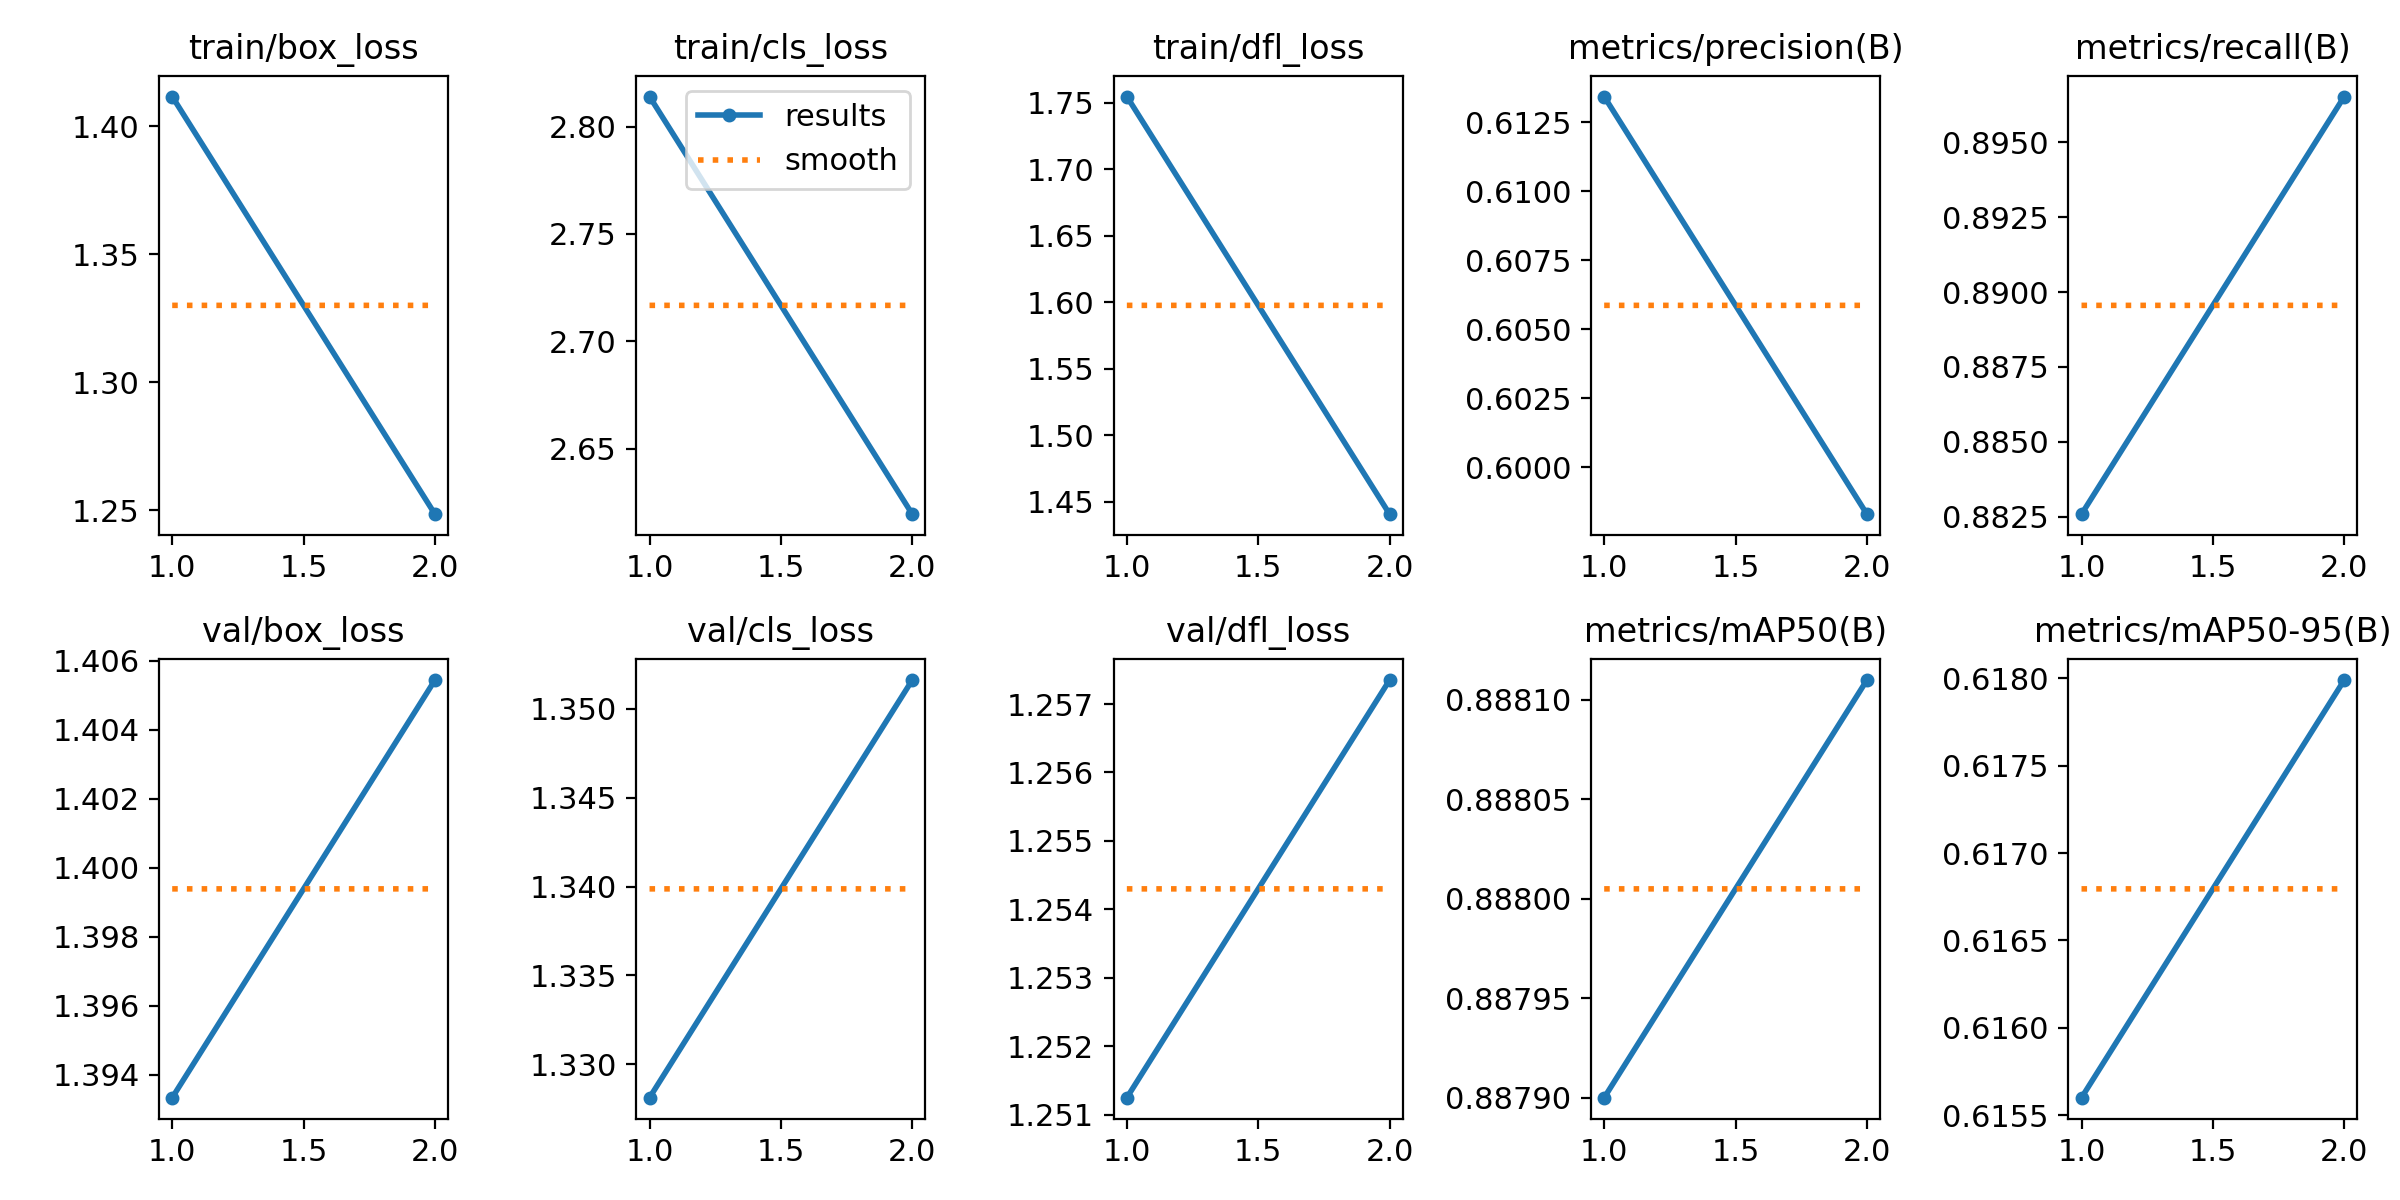 train/box_loss
1.40
1.35
1.30
1.25
1.0 1.5 2.0
train/cls_loss
results
smooth
2.80
2.75
2.70
2.65
1.0 1.5 2.0
train/dfl_loss
1.75
1.70
1.65
1.60
1.55
1.50
1.45
1.0 1.5 2.0
metrics/precision(B)
0.6125
0.6100
0.6075
0.6050
0.6025
0.6000
1.0 1.5 2.0
metrics/recall(B)
0.8950
0.8925
0.8900
0.8875
0.8850
0.8825
1.0 1.5 2.0
val/box_loss
1.406
1.404
1.402
1.400
1.398
1.396
1.394
1.0 1.5 2.0
val/cls_loss
1.350
1.345
1.340
1.335
1.330
1.0 1.5 2.0
val/dfl_loss
1.257
1.256
1.255
1.254
1.253
1.252
1.251
1.0 1.5 2.0
metrics/mAP50(B)
0.88810
0.88805
0.88800
0.88795
0.88790
1.0 1.5 2.0
metrics/mAP50-95(B)
0.6180
0.6175
0.6170
0.6165
0.6160
0.6155
1.0 1.5 2.0